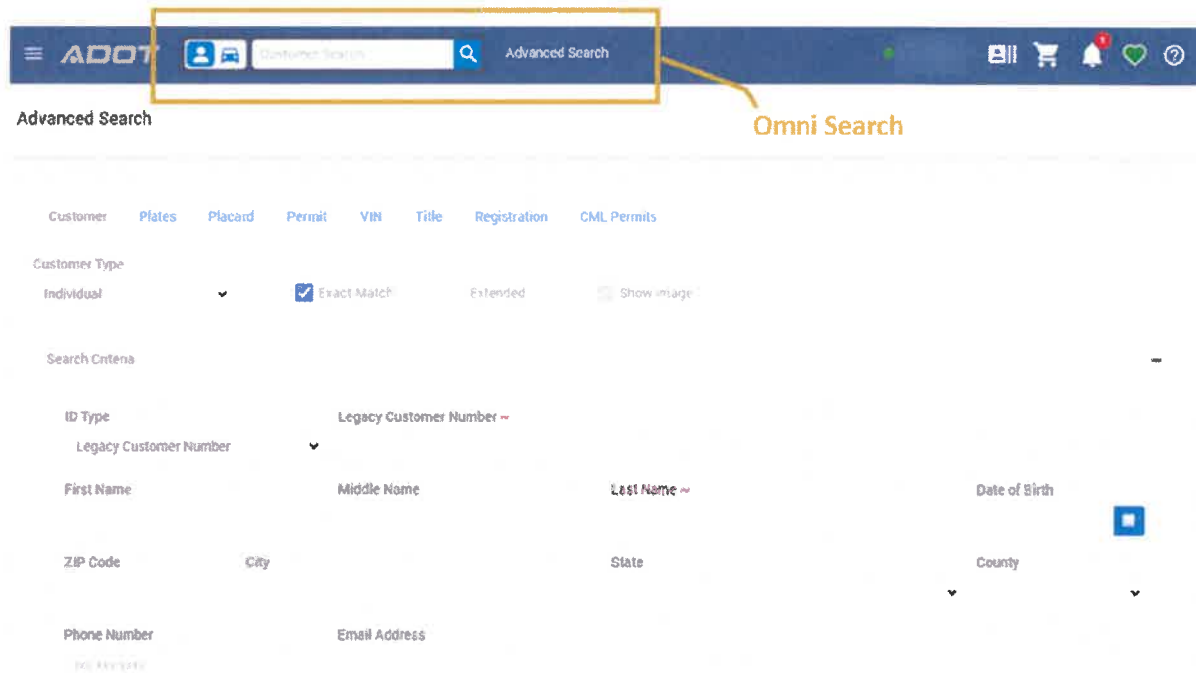 ADOT Customer Search Advanced Search 1
Advanced Search
Omni Search
Customer Plates Placard Permit VIN Title Registration CML Permits
Customer Type
Individual Exact Match Extended Show image
Search Criteria
ID Type Legacy Customer Number ~
Legacy Customer Number
First Name Middle Name Last Name ~ Date of Birth
ZIP Code City State County
Phone Number Email Address